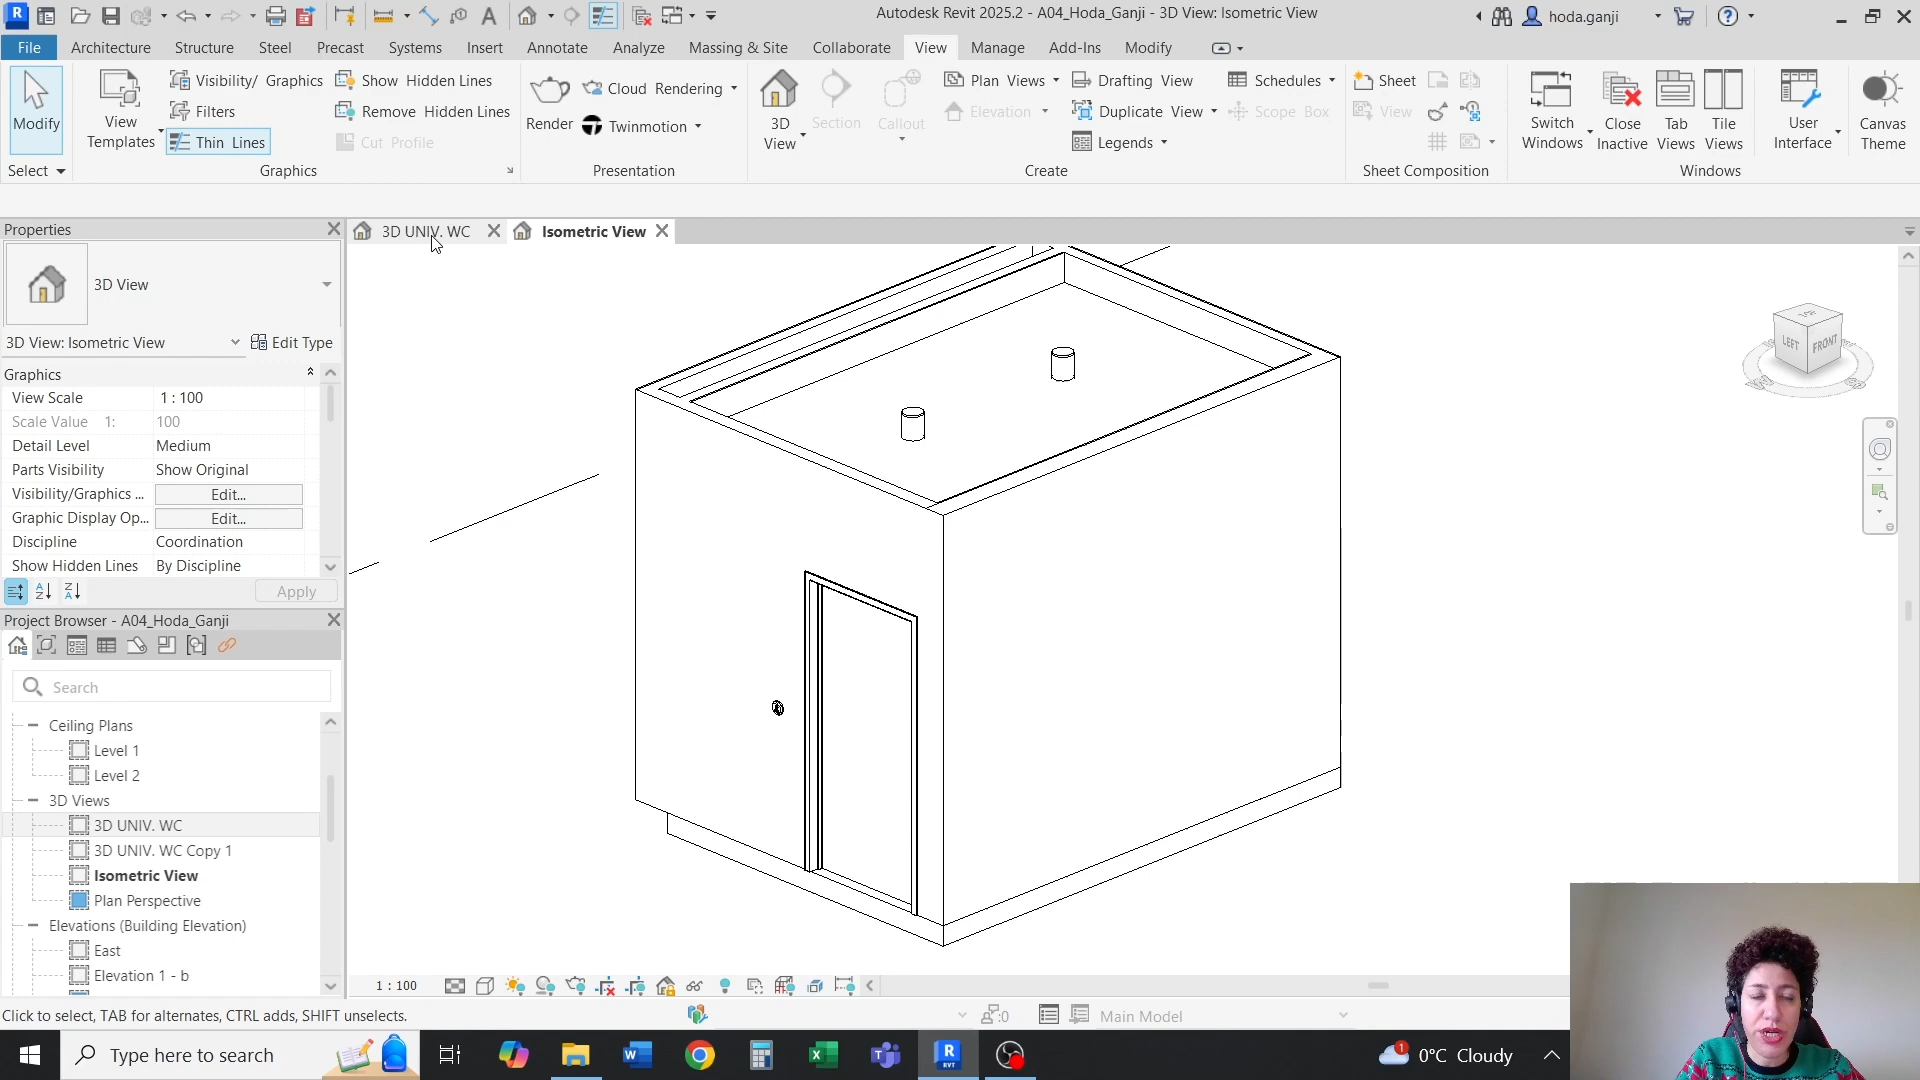 Autodesk Revit 2025.2 - A04_Hoda_Ganji - 3D View: Isometric View
hoda.ganji
File Architecture Structure Steel Precast Systems Insert Annotate Analyze Massing & Site Collaborate View Manage Add-Ins Modify
Modify
View Templates
Visibility/ Graphics
Filters
Thin Lines
Show Hidden Lines
Remove Hidden Lines
Cut Profile
Render
Cloud Rendering
Twinmotion
3D View
Section
Callout
Plan Views
Elevation
Drafting View
Duplicate View
Legends
Schedules
Scope Box
Sheet
View
Switch Windows
Close Inactive
Tab Views
Tile Views
User Interface
Canvas Theme
Select
Graphics
Presentation
Create
Sheet Composition
Windows
Properties
3D UNIV. WC
Isometric View
3D View
3D View: Isometric View
Edit Type
Graphics
View Scale 1 : 100
Scale Value 1: 100
Detail Level Medium
Parts Visibility Show Original
Visibility/Graphics ... Edit...
Graphic Display Op... Edit...
Discipline Coordination
Show Hidden Lines By Discipline
Apply
Project Browser - A04_Hoda_Ganji
Search
Ceiling Plans
Level 1
Level 2
3D Views
3D UNIV. WC
3D UNIV. WC Copy 1
Isometric View
Plan Perspective
Elevations (Building Elevation)
East
Elevation 1 - b
LEFT
FRONT
1 : 100
Click to select, TAB for alternates, CTRL adds, SHIFT unselects.
:0
Main Model
Type here to search
1
0°C Cloudy